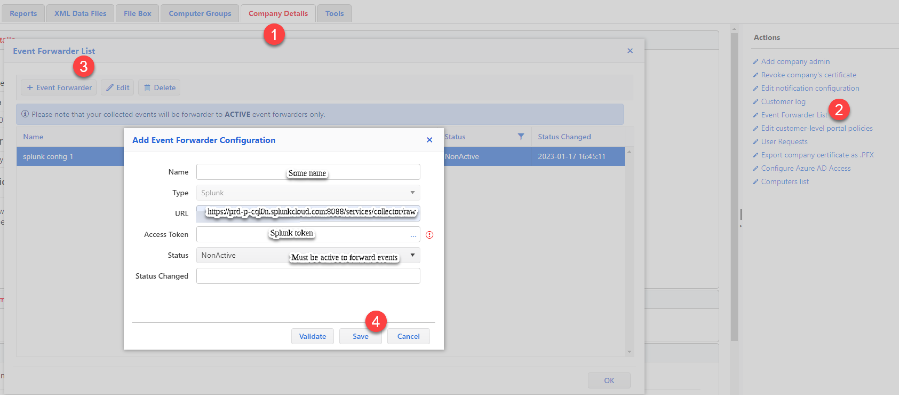 Reports XML Data Files File Box Computer Groups Company Details Tools
1
Event Forwarder List ×
3
+ Event Forwarder Edit Delete
Please note that your collected events will be forwarder to ACTIVE event forwarders only.
Name Status Status Changed
splunk config 1 NonActive 2023-01-17 16:45:11
Add Event Forwarder Configuration ×
Name Some name
Type Splunk
URL https://prd-p-cql0n.splunkcloud.com:8088/services/collector/raw
Access Token Splunk token ...
Status NonActive Must be active to forward events
Status Changed
4
Validate Save Cancel
OK
Actions
Add company admin
Revoke company's certificate
Edit notification configuration
Customer log
2
Event Forwarder List
Edit customer-level portal policies
User Requests
Export company certificate as .PFX
Configure Azure AD Access
Computers list